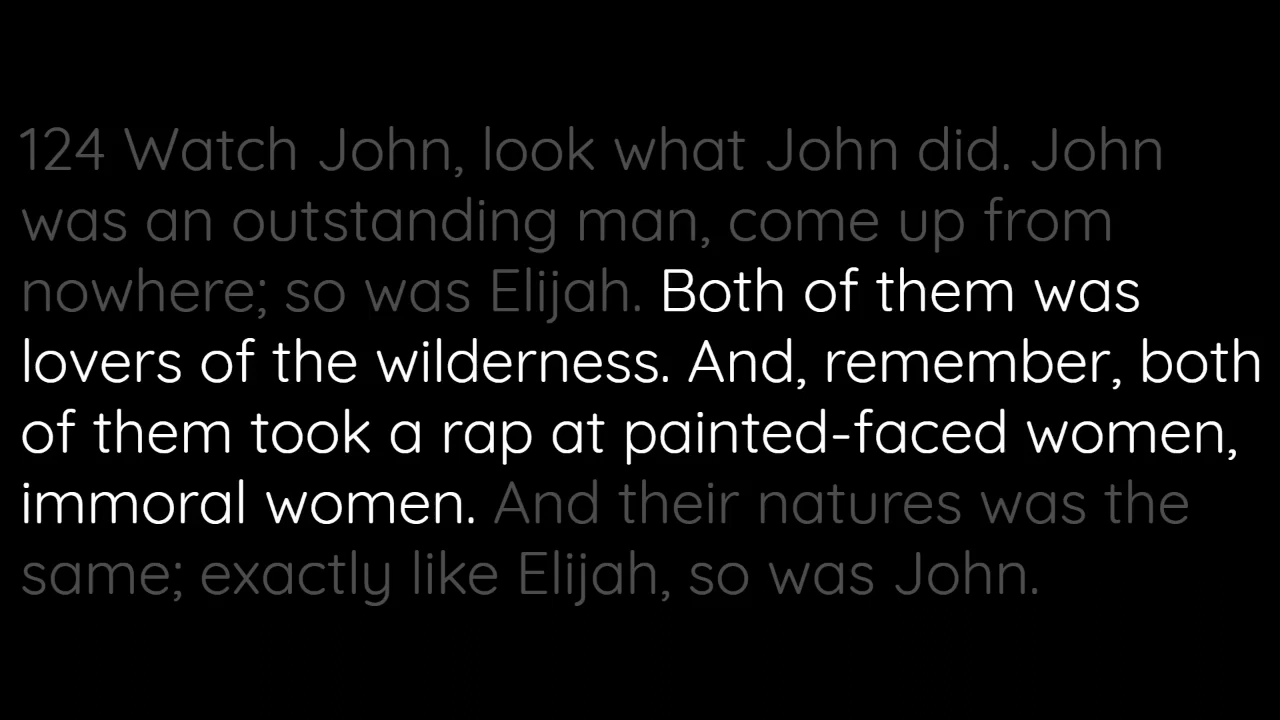 124 Watch John, look what John did. John
was an outstanding man, come up from
nowhere; so was Elijah. Both of them was
lovers of the wilderness. And, remember, both
of them took a rap at painted-faced women,
immoral women. And their natures was the
same; exactly like Elijah, so was John.